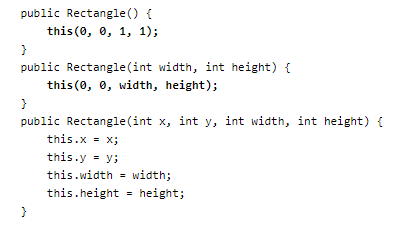 public Rectangle() {
    this(0, 0, 1, 1);
}
public Rectangle(int width, int height) {
    this(0, 0, width, height);
}
public Rectangle(int x, int y, int width, int height) {
    this.x = x;
    this.y = y;
    this.width = width;
    this.height = height;
}